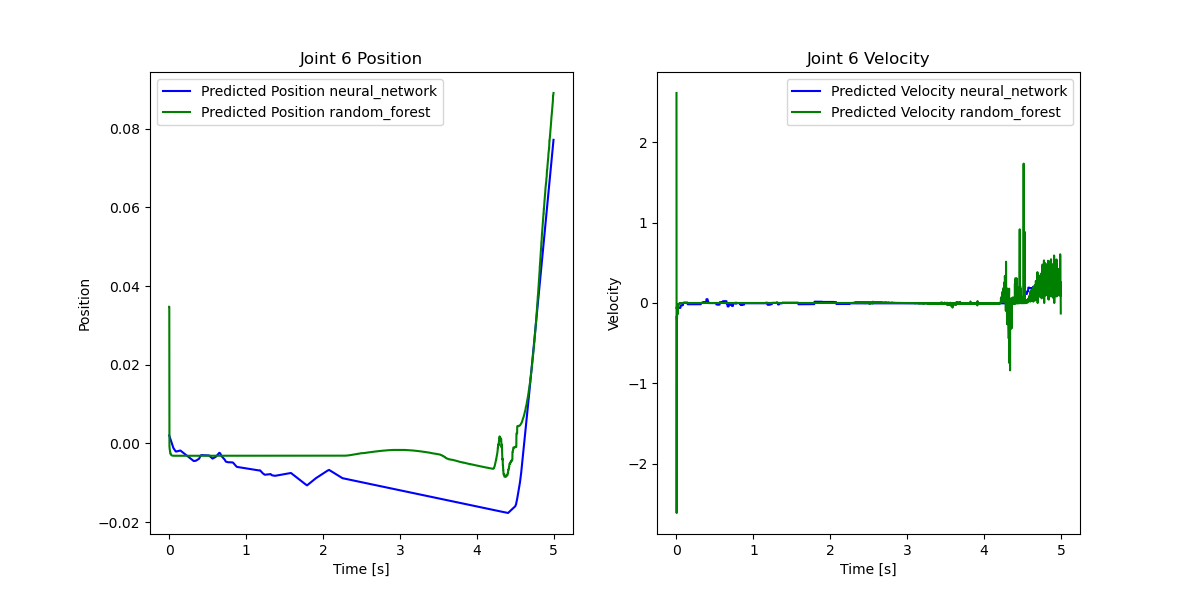 Joint 6 Position
Predicted Position neural_network
Predicted Position random_forest
Position
0.08
0.06
0.04
0.02
0.00
−0.02
0 1 2 3 4 5
Time [s]
Joint 6 Velocity
Predicted Velocity neural_network
Predicted Velocity random_forest
Velocity
2
1
0
−1
−2
0 1 2 3 4 5
Time [s]